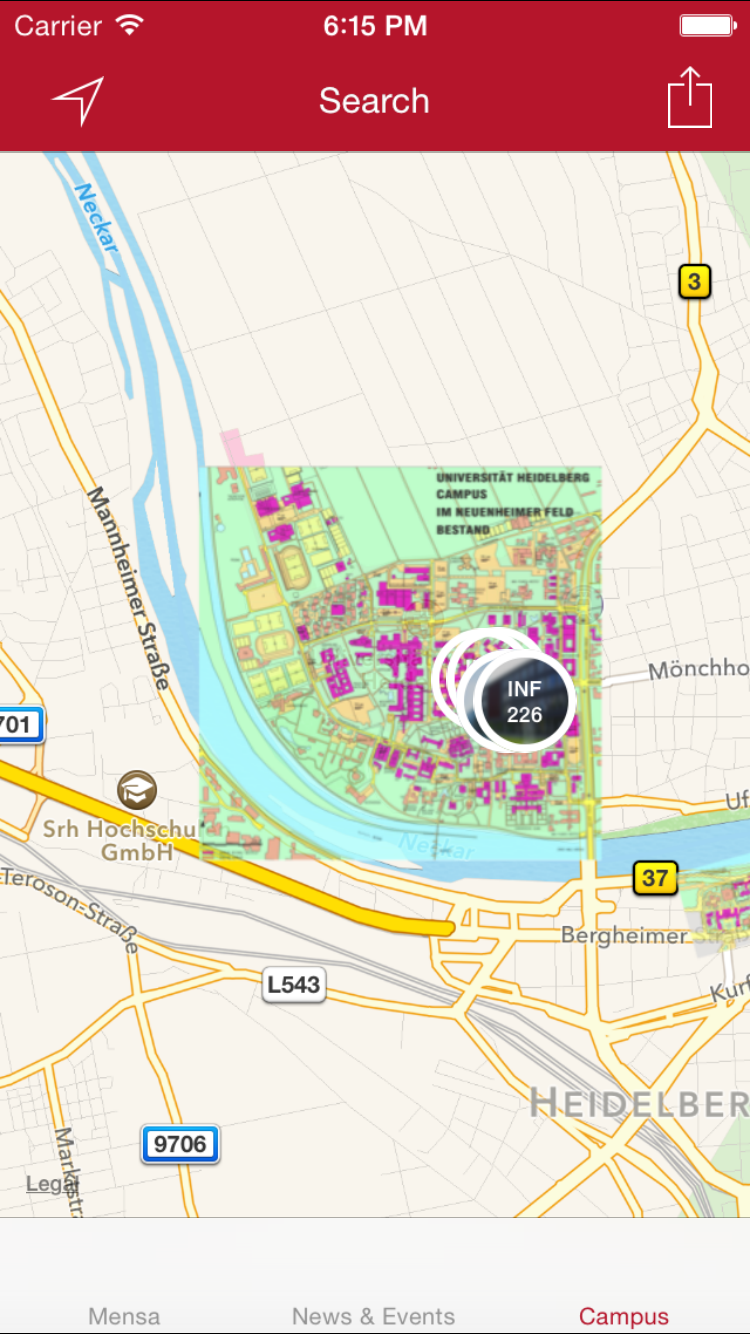 Carrier
6:15 PM
Search
Neckar
3
UNIVERSITÄT HEIDELBERG
CAMPUS
IM NEUENHEIMER FELD
BESTAND
Mannheimer Straße
Mönchho
INF
226
701
Srh Hochschu
GmbH
Uf
Neckar
37
Teroson-Straße
Bergheimer
L543
Kurf
HEIDELBER
9706
Marktstr
Legal
Mensa
News & Events
Campus